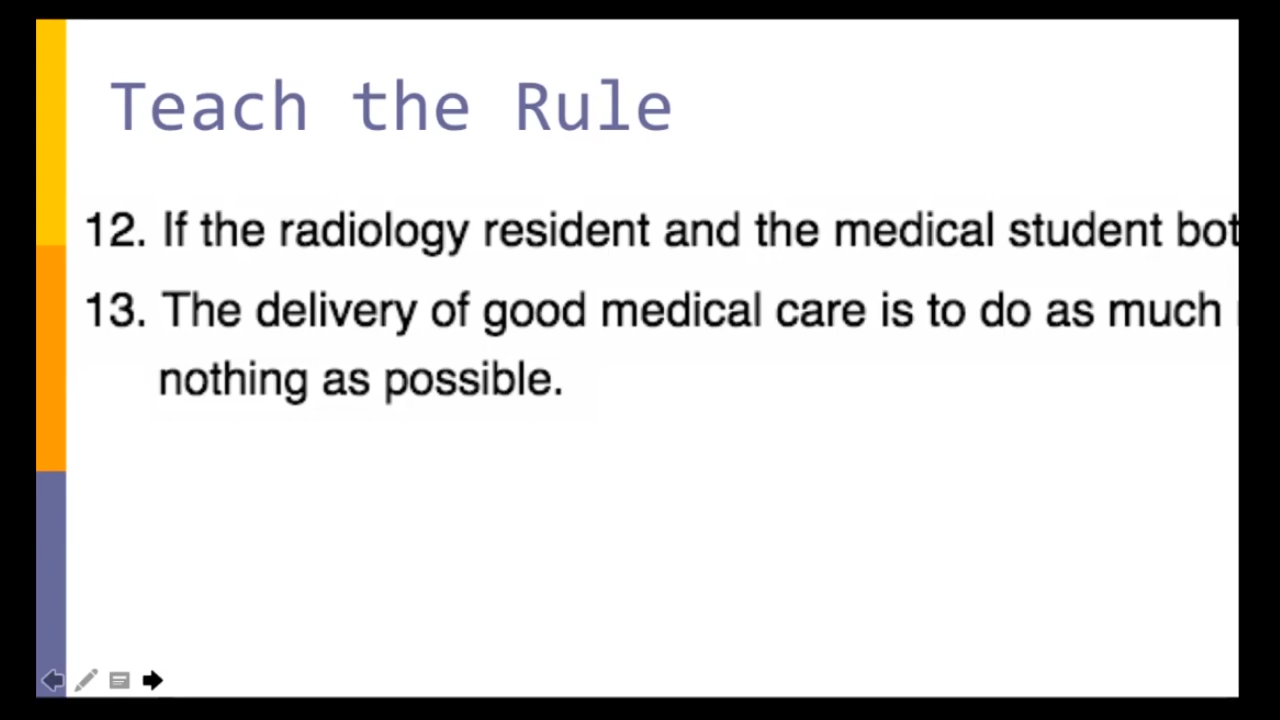 Teach the Rule
12. If the radiology resident and the medical student
13. The delivery of good medical care is to do as much
nothing as possible.